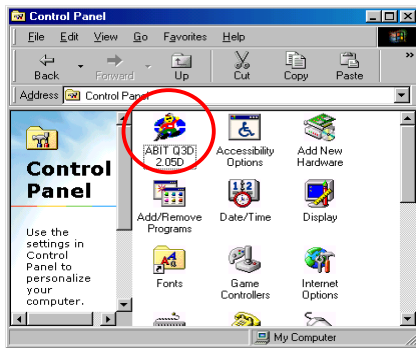 Control Panel
File Edit View Go Favorites Help
Back Forward Up Cut Copy Paste »
Address Control Panel
Control
Panel
Use the
settings in
Control
Panel to
personalize
your
computer.
ABIT Q3D
2.05D
Accessibility
Options
Add New
Hardware
Add/Remove
Programs
Date/Time
Display
Fonts
Game
Controllers
Internet
Options
My Computer